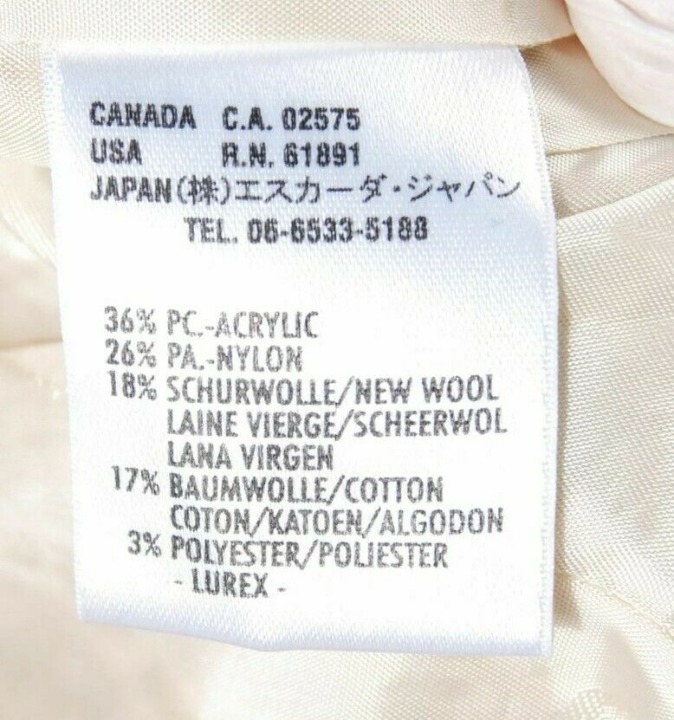 CANADA C.A. 02575
USA R.N. 61891
JAPAN(株)エスカーダ・ジャパン
TEL. 06-6533-5188
36% PC.-ACRYLIC
26% PA.-NYLON
18% SCHURWOLLE/NEW WOOL
LAINE VIERGE/SCHEERWOL
LANA VIRGEN
17% BAUMWOLLE/COTTON
COTON/KATOEN/ALGODON
3% POLYESTER/POLIESTER
- LUREX -